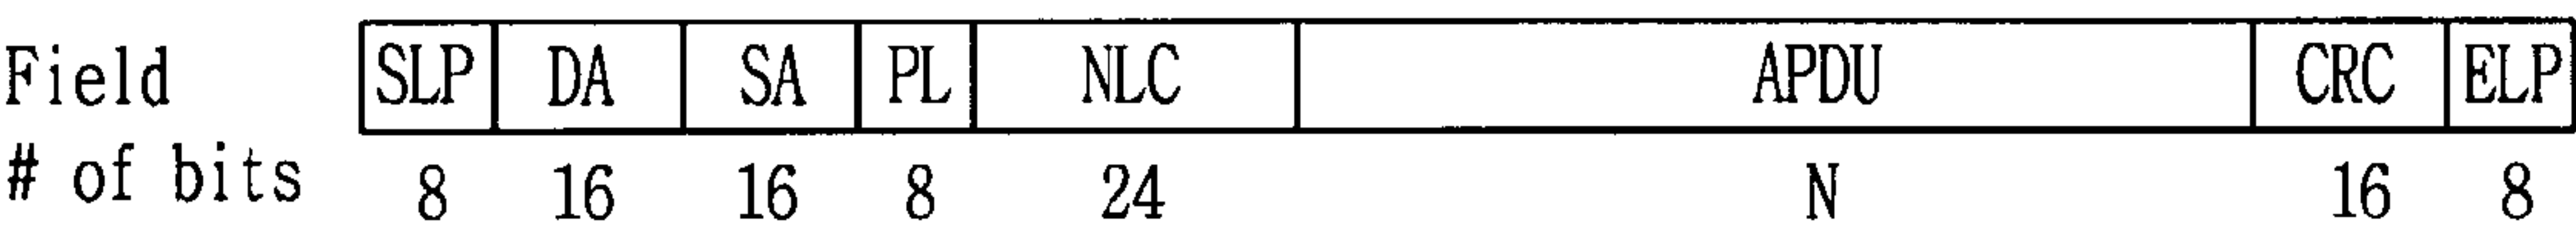 Field SLP DA SA PL NLC APDU CRC ELP
# of bits 8 16 16 8 24 N 16 8